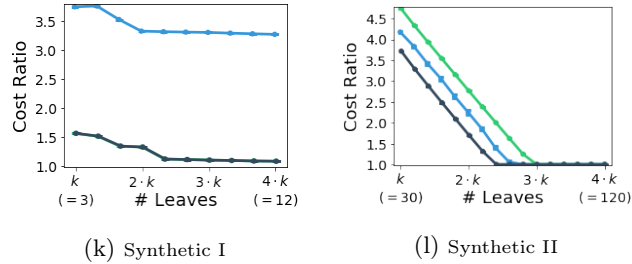 3.5
3.0
2.5
2.0
1.5
1.0
Cost Ratio
k 2·k 3·k 4·k
(=3) # Leaves (=12)
(k) Synthetic I
4.5
4.0
3.5
3.0
2.5
2.0
1.5
1.0
Cost Ratio
k 2·k 3·k 4·k
(=30) # Leaves (=120)
(l) Synthetic II